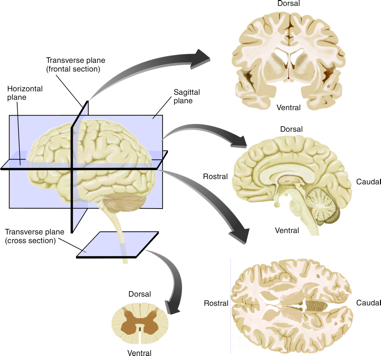 Dorsal
Transverse plane
(frontal section)
Horizontal
plane
Sagittal
plane
Ventral
Dorsal
Rostral
Caudal
Ventral
Transverse plane
(cross section)
Dorsal
Rostral
Caudal
Ventral